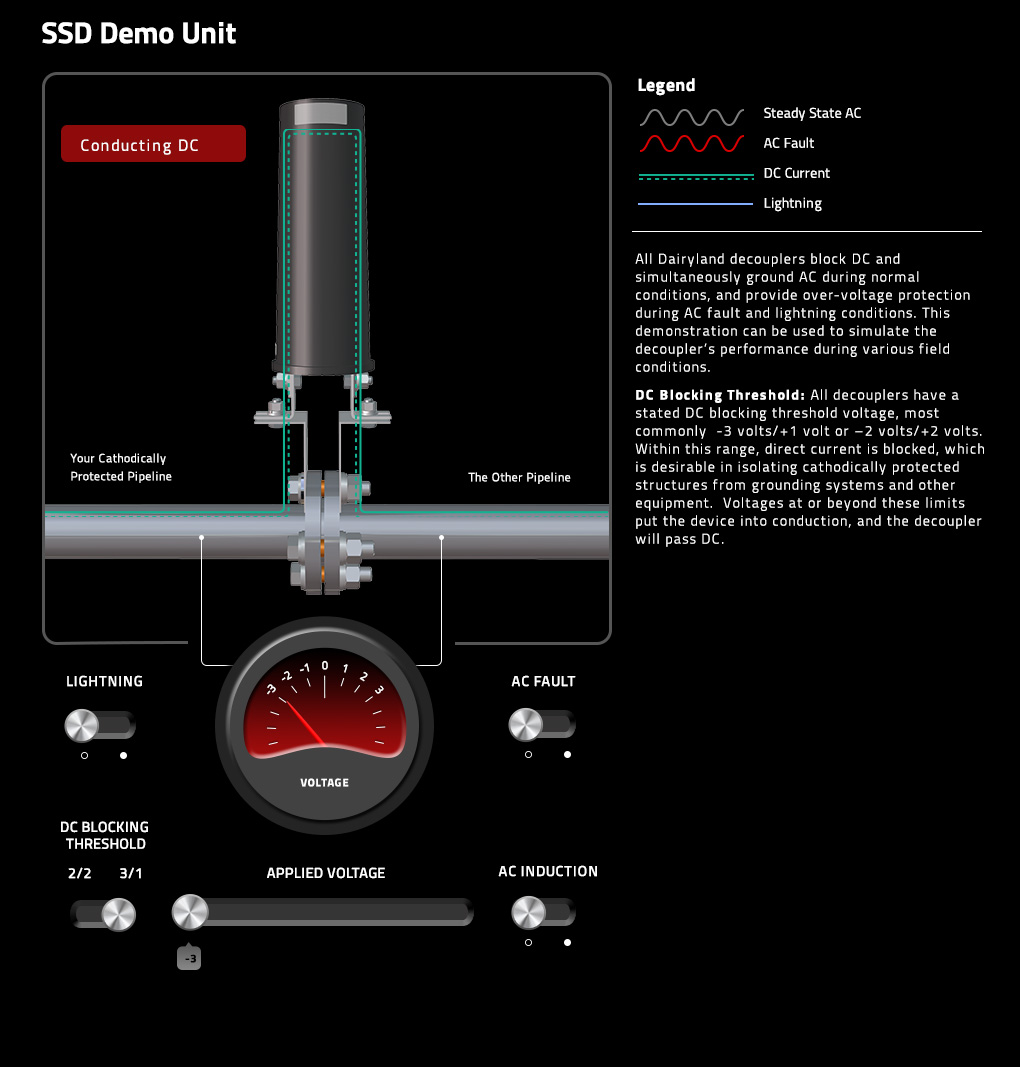 SSD Demo Unit
Conducting DC
Your Cathodically
Protected Pipeline
The Other Pipeline
Legend
Steady State AC
AC Fault
DC Current
Lightning
All Dairyland decouplers block DC and
simultaneously ground AC during normal
conditions, and provide over-voltage protection
during AC fault and lightning conditions. This
demonstration can be used to simulate the
decoupler's performance during various field
conditions.
DC Blocking Threshold: All decouplers have a
stated DC blocking threshold voltage, most
commonly  -3 volts/+1 volt or –2 volts/+2 volts.
Within this range, direct current is blocked, which
is desirable in isolating cathodically protected
structures from grounding systems and other
equipment.  Voltages at or beyond these limits
put the device into conduction, and the decoupler
will pass DC.
LIGHTNING
-3 -2 -1 0 1 2 3
VOLTAGE
AC FAULT
DC BLOCKING
THRESHOLD
2/2 3/1
APPLIED VOLTAGE
-3
AC INDUCTION